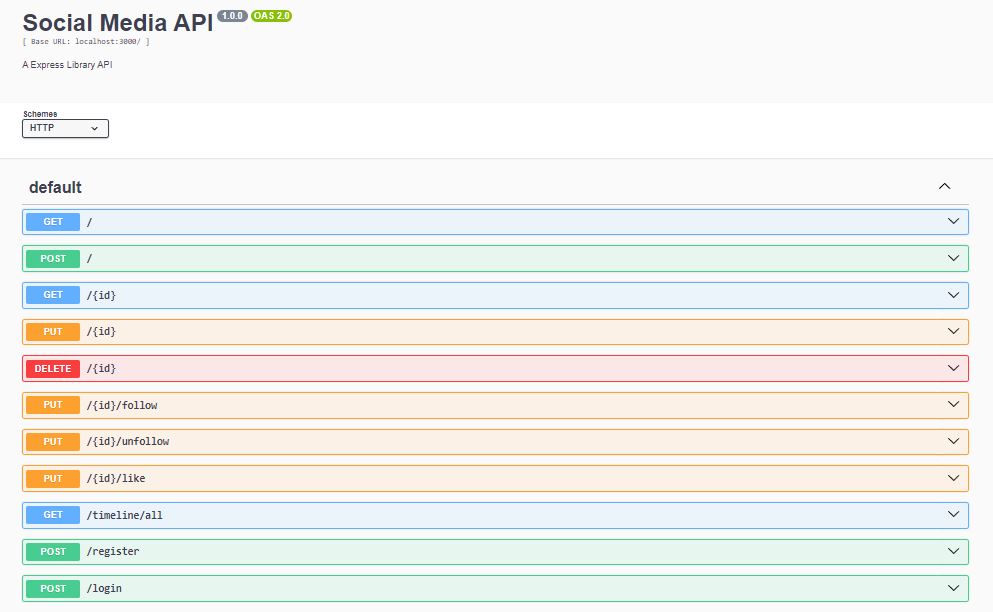 Social Media API 1.0.0 OAS 2.0
[ Base URL: localhost:3000/ ]
A Express Library API
Schemes
HTTP
default
GET /
POST /
GET /{id}
PUT /{id}
DELETE /{id}
PUT /{id}/follow
PUT /{id}/unfollow
PUT /{id}/like
GET /timeline/all
POST /register
POST /login